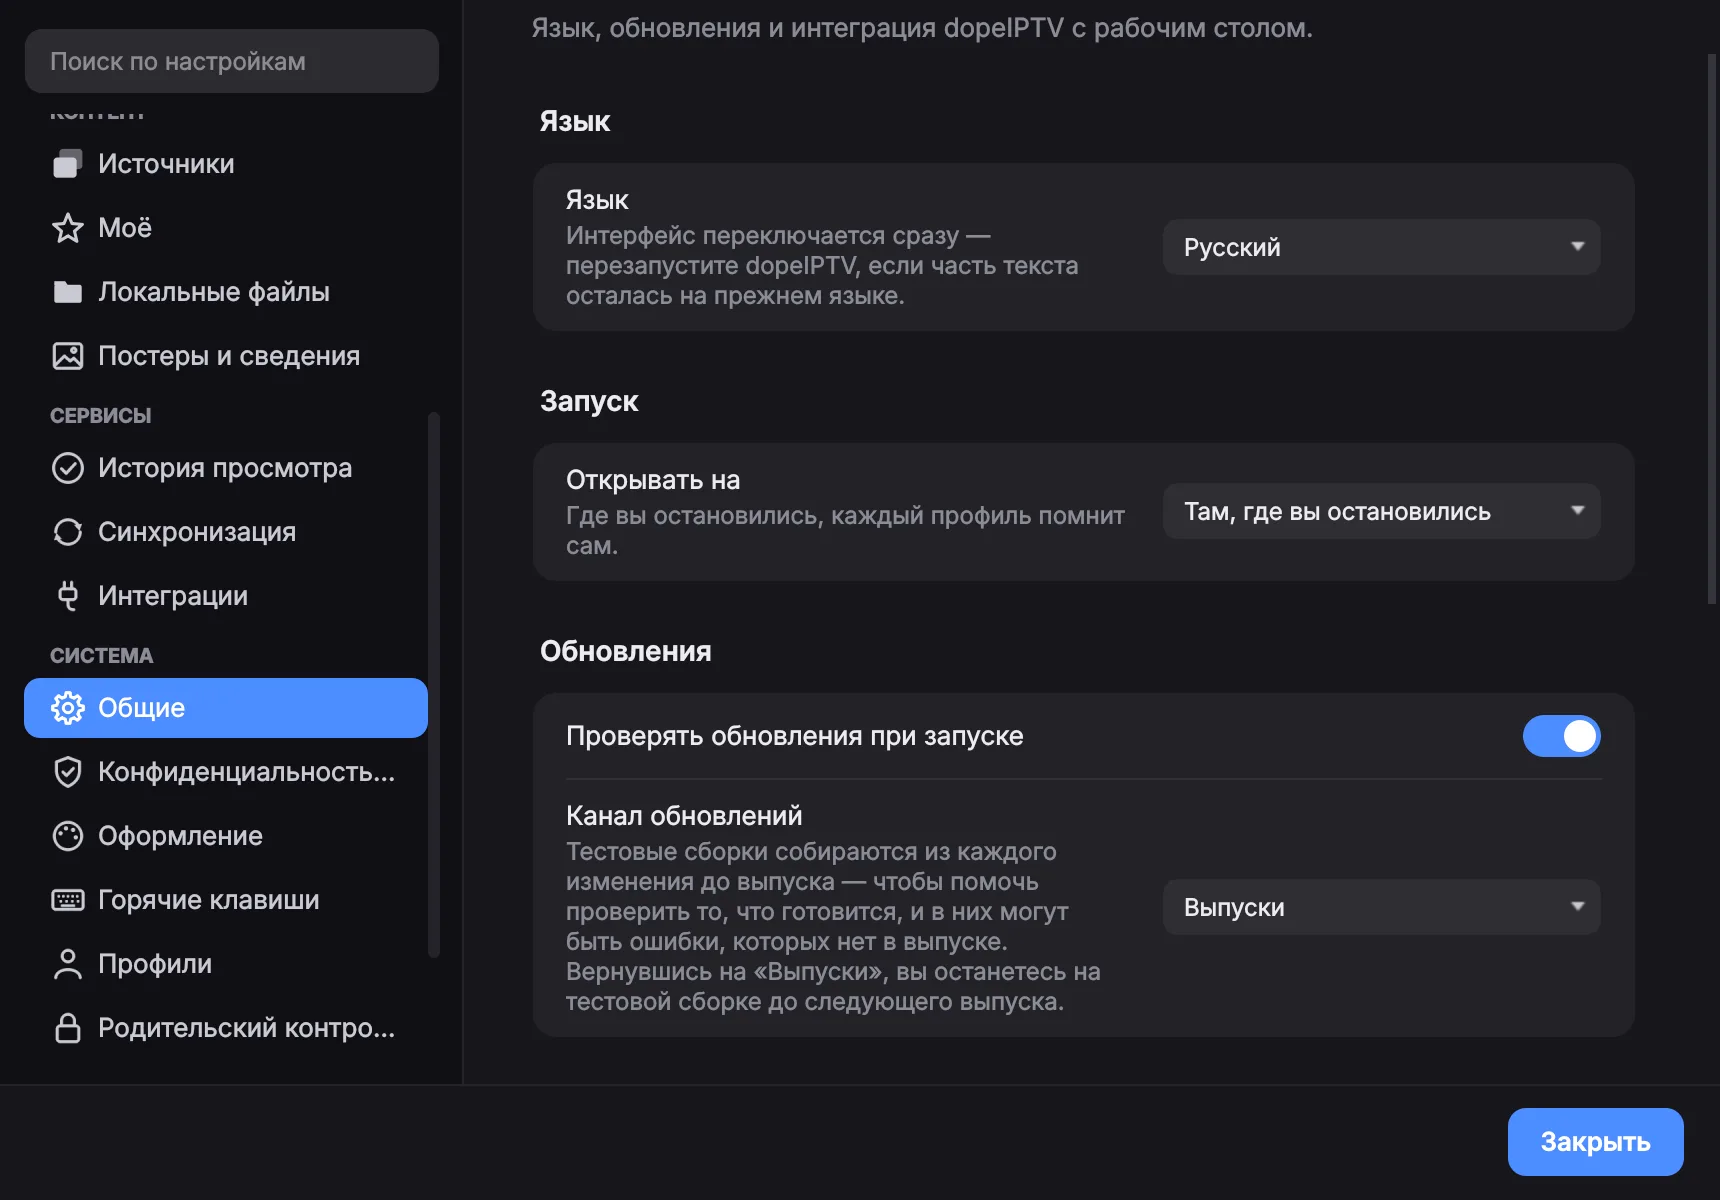 Поиск по настройкам
КОНТЕНТ
Источники
Моё
Локальные файлы
Постеры и сведения
СЕРВИСЫ
История просмотра
Синхронизация
Интеграции
СИСТЕМА
Общие
Конфиденциальность...
Оформление
Горячие клавиши
Профили
Родительский контро...
Язык, обновления и интеграция dopeIPTV с рабочим столом.
Язык
Язык
Интерфейс переключается сразу —
перезапустите dopeIPTV, если часть текста
осталась на прежнем языке.
Русский
Запуск
Открывать на
Где вы остановились, каждый профиль помнит
сам.
Там, где вы остановились
Обновления
Проверять обновления при запуске
Канал обновлений
Тестовые сборки собираются из каждого
изменения до выпуска — чтобы помочь
проверить то, что готовится, и в них могут
быть ошибки, которых нет в выпуске.
Вернувшись на «Выпуски», вы останетесь на
тестовой сборке до следующего выпуска.
Выпуски
Закрыть